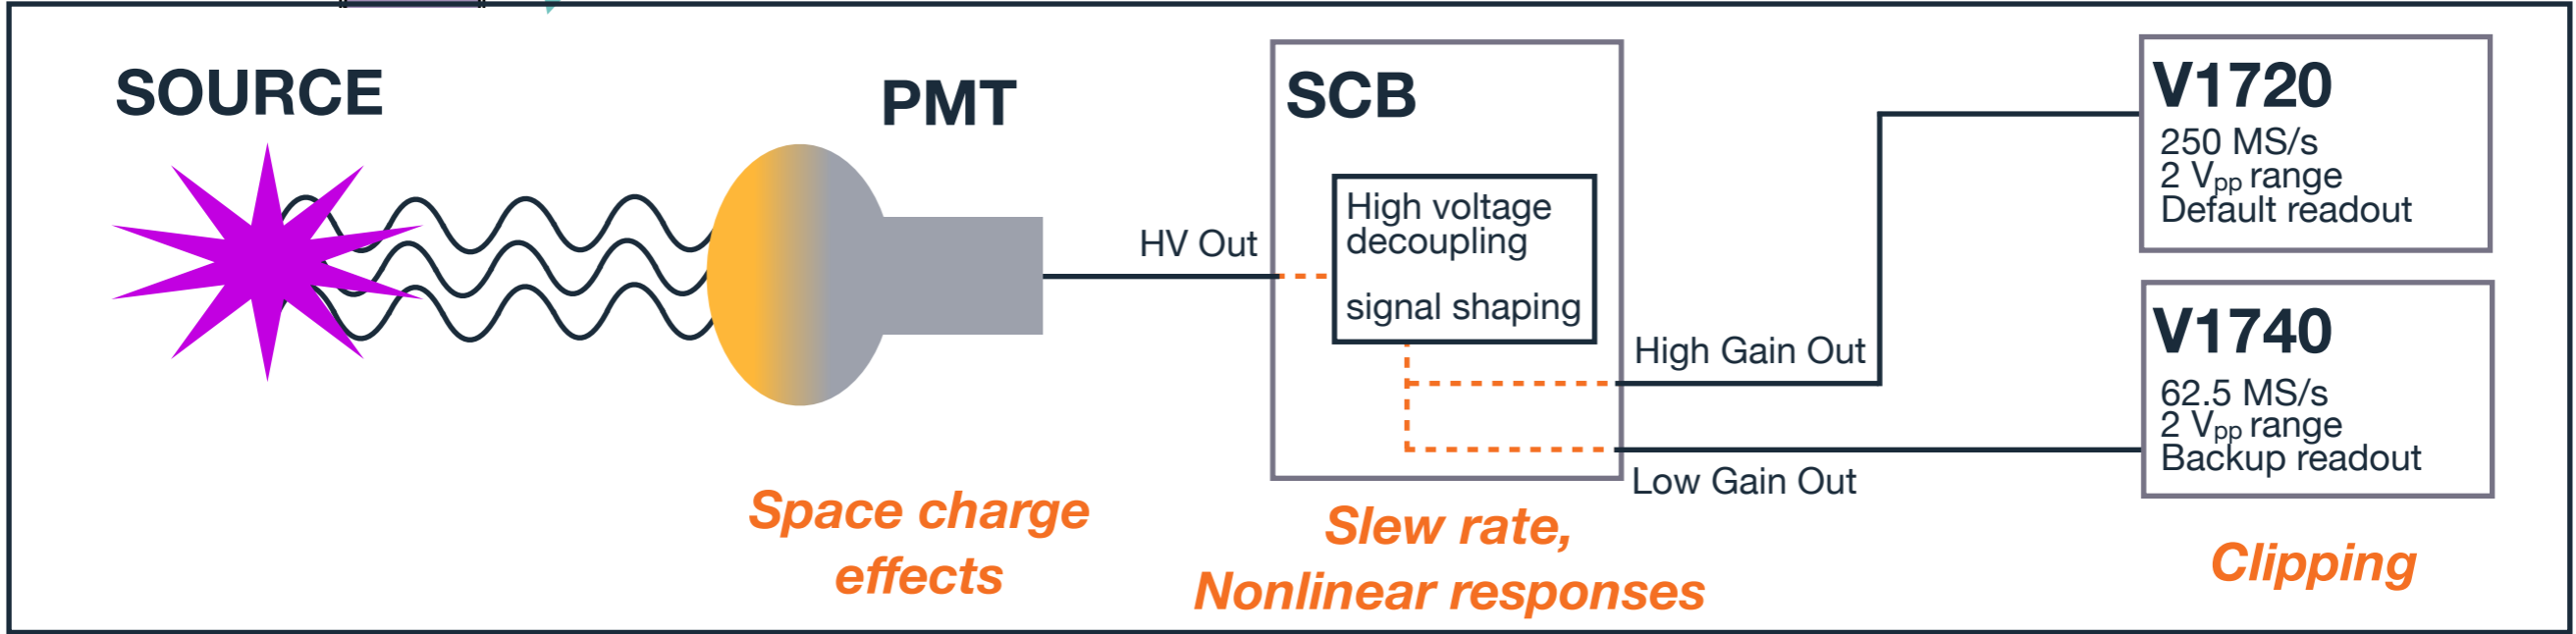 SOURCE
PMT
HV Out
SCB
High voltage
decoupling
signal shaping
High Gain Out
Low Gain Out
V1720
250 MS/s
2 Vpp range
Default readout
V1740
62.5 MS/s
2 Vpp range
Backup readout
Space charge
effects
Slew rate,
Nonlinear responses
Clipping